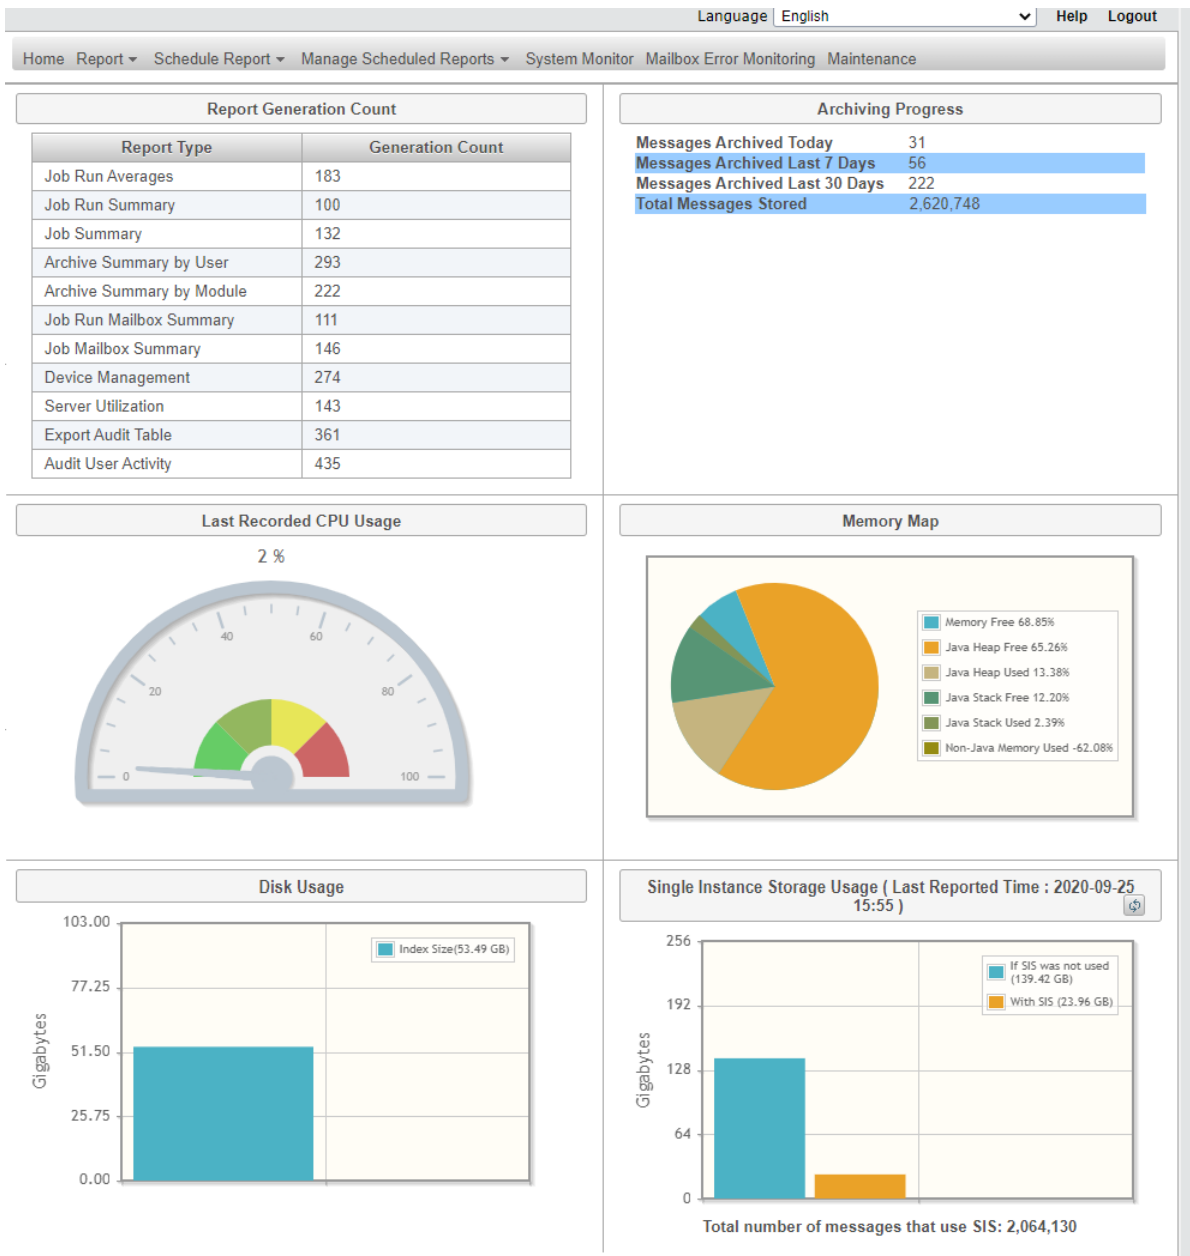 Language English Help Logout
Home Report Schedule Report Manage Scheduled Reports System Monitor Mailbox Error Monitoring Maintenance
Report Generation Count
Report Type Generation Count
Job Run Averages 183
Job Run Summary 100
Job Summary 132
Archive Summary by User 293
Archive Summary by Module 222
Job Run Mailbox Summary 111
Job Mailbox Summary 146
Device Management 274
Server Utilization 143
Export Audit Table 361
Audit User Activity 435
Archiving Progress
Messages Archived Today 31
Messages Archived Last 7 Days 56
Messages Archived Last 30 Days 222
Total Messages Stored 2,620,748
Last Recorded CPU Usage
2 %
40 60
20 80
0 100
Memory Map
Memory Free 68.85%
Java Heap Free 65.26%
Java Heap Used 13.38%
Java Stack Free 12.20%
Java Stack Used 2.39%
Non-Java Memory Used -62.08%
Disk Usage
103.00
Index Size(53.49 GB)
77.25
51.50
25.75
0.00
Gigabytes
Single Instance Storage Usage ( Last Reported Time : 2020-09-25
15:55 )
256
If SIS was not used
(139.42 GB)
With SIS (23.96 GB)
192
128
64
0
Gigabytes
Total number of messages that use SIS: 2,064,130